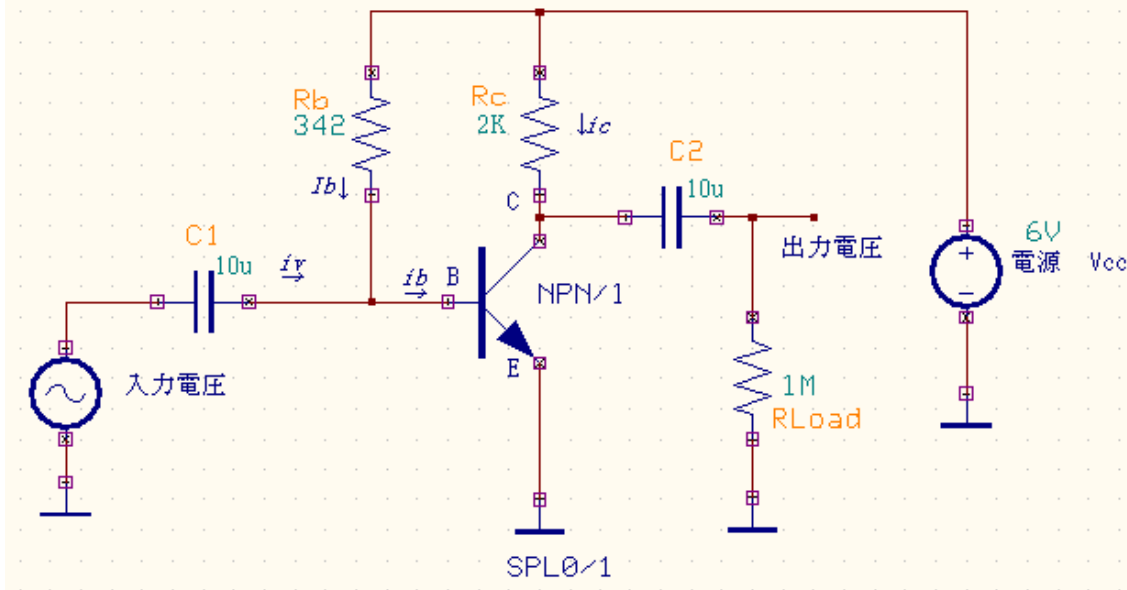 Rb
342
Ib↓
Rc
2K
↓ic
C
C2
10u
出力電圧
6V
電源 Vcc
C1
10u
iv
→
ib
→
B
NPN/1
E
入力電圧
1M
RLoad
SPL0/1
+
−